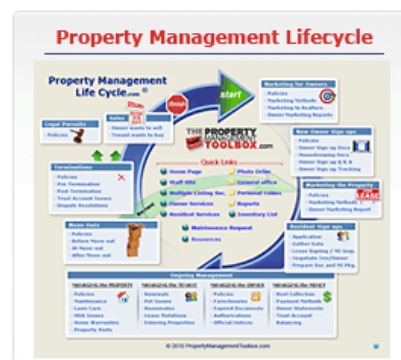 Property Management Lifecycle
Property Management
Life Cycle.com ®
finish
start
Marketing for Owners
Policies
Marketing Methods
Marketing to Realtors
Owner Marketing Reports
Legal Pursuits
Policies
Sales
Owner wants to sell
Tenant wants to buy
THE PROPERTY
MANAGEMENT
TOOLBOX.com
New Owner Sign-ups
Policies
Owner Sign-up Docs
Housekeeping Docs
Owner Sign-up Q & A
Owner Sign-up Tracking
Quick Links
Home Page
Photo Drive
Staff Wiki
General office
Multiple Listing Svc.
Personal Tables
Owner Services
Reports
Resident Services
Inventory List
Maintenance Request
Resources
Terminations
Policies
Pre Termination
Post Termination
Trust Account Issues
Dispute Resolutions
Marketing the Property
Policies
Marketing Methods
Owner Marketing Report
LEASE
Move-Outs
Policies
Before Move out
At Move out
After Move out
Resident Sign-ups
Application
Gather Data
Lease Signing / MI Insp.
Negotiate Ten/Owner
Prepare Doc and MI Pkg.
Ongoing Management
MANAGING the PROPERTY
Policies
Maintenance
Lawn Care
HOA Issues
Home Warranties
Property Visits
MANAGING the TENANT
Renewals
Pet Issues
Roommates
Lease Violations
Entering Properties
MANAGING the OWNER
Policies
Foreclosures
Expired Documents
Authorizations
Official Notices
MANAGING the MONEY
Rent Collection
Payment Methods
Owner Statements
Trust Account
Balancing
© 2010 PropertyManagementToolbox.com